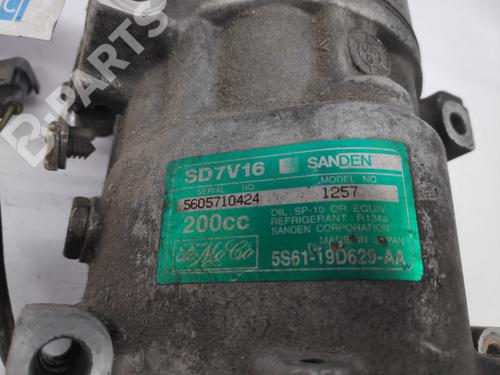 B PARTS
SD7V16 SANDEN
SERIAL NO. MODEL NO.
5605710424 1257
200cc OIL: SP-10 OR EQUIV.
REFRIGERANT R134a
SANDEN CORPORATION
MADE IN JAPAN
FoMoCo 5S61-19D629-AA